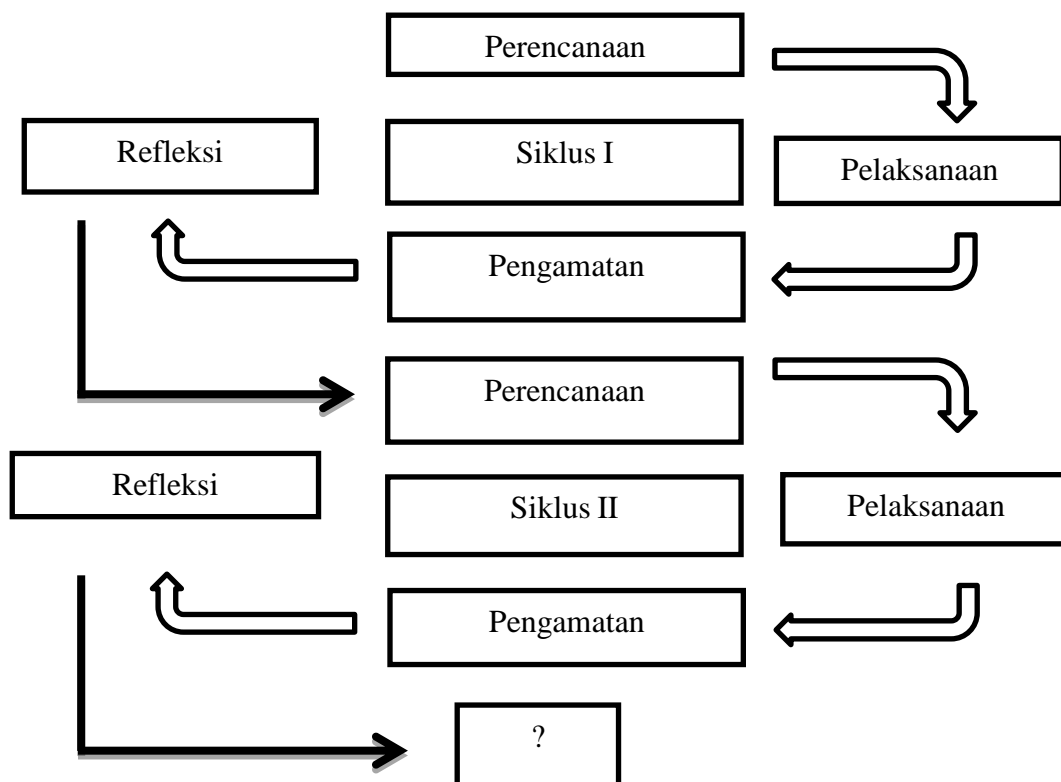 Perencanaan
Refleksi
Siklus I
Pelaksanaan
Pengamatan
Perencanaan
Refleksi
Siklus II
Pelaksanaan
Pengamatan
?